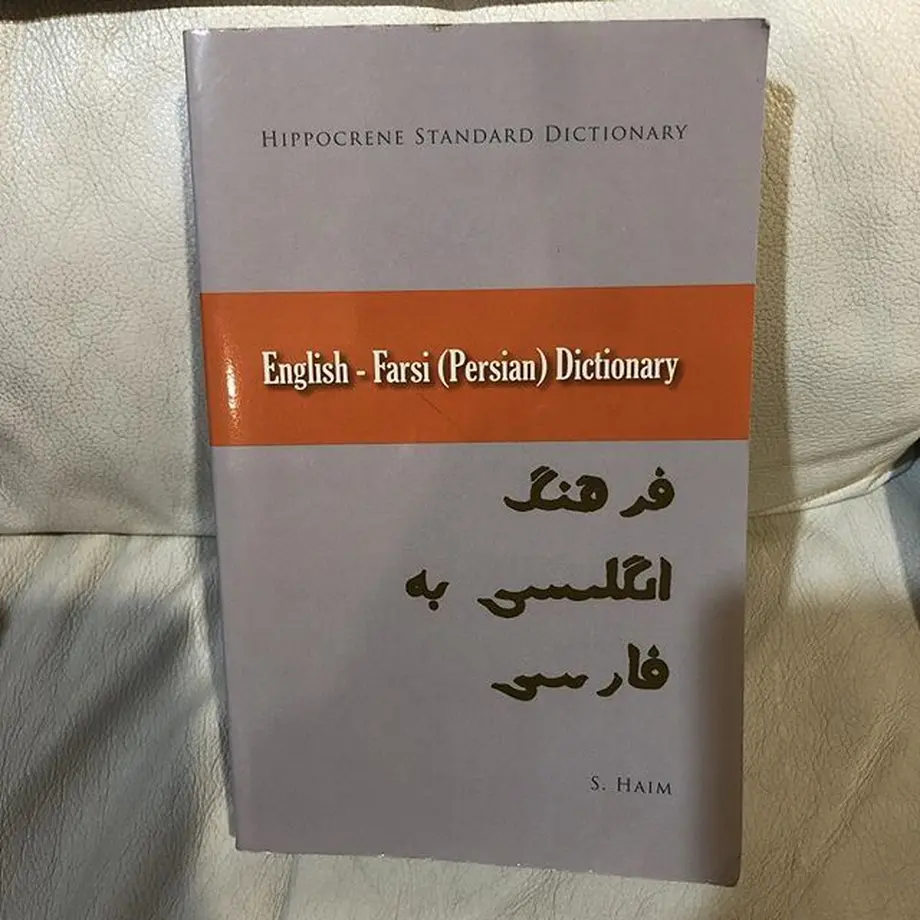 HIPPOCRENE STANDARD DICTIONARY
English - Farsi (Persian) Dictionary
فرهنگ
انگلیسی به
فارسی
S. HAIM